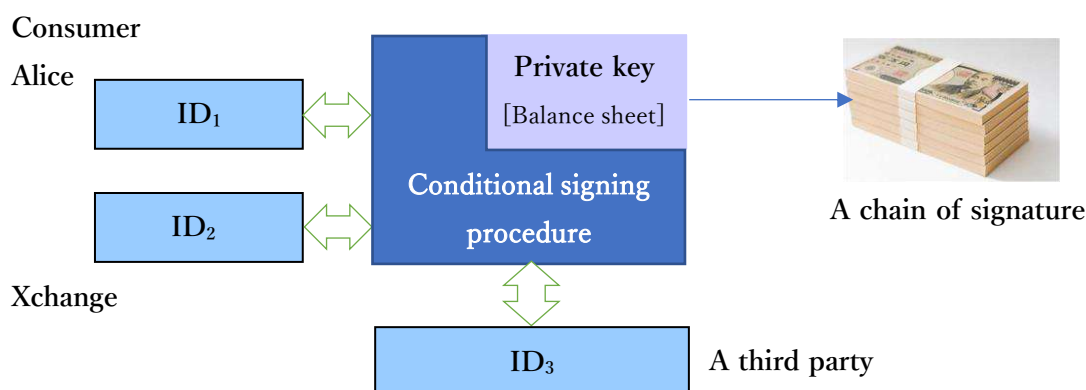 Consumer
Alice
ID₁
ID₂
Xchange
Private key
[Balance sheet]
Conditional signing
procedure
A chain of signature
ID₃
A third party